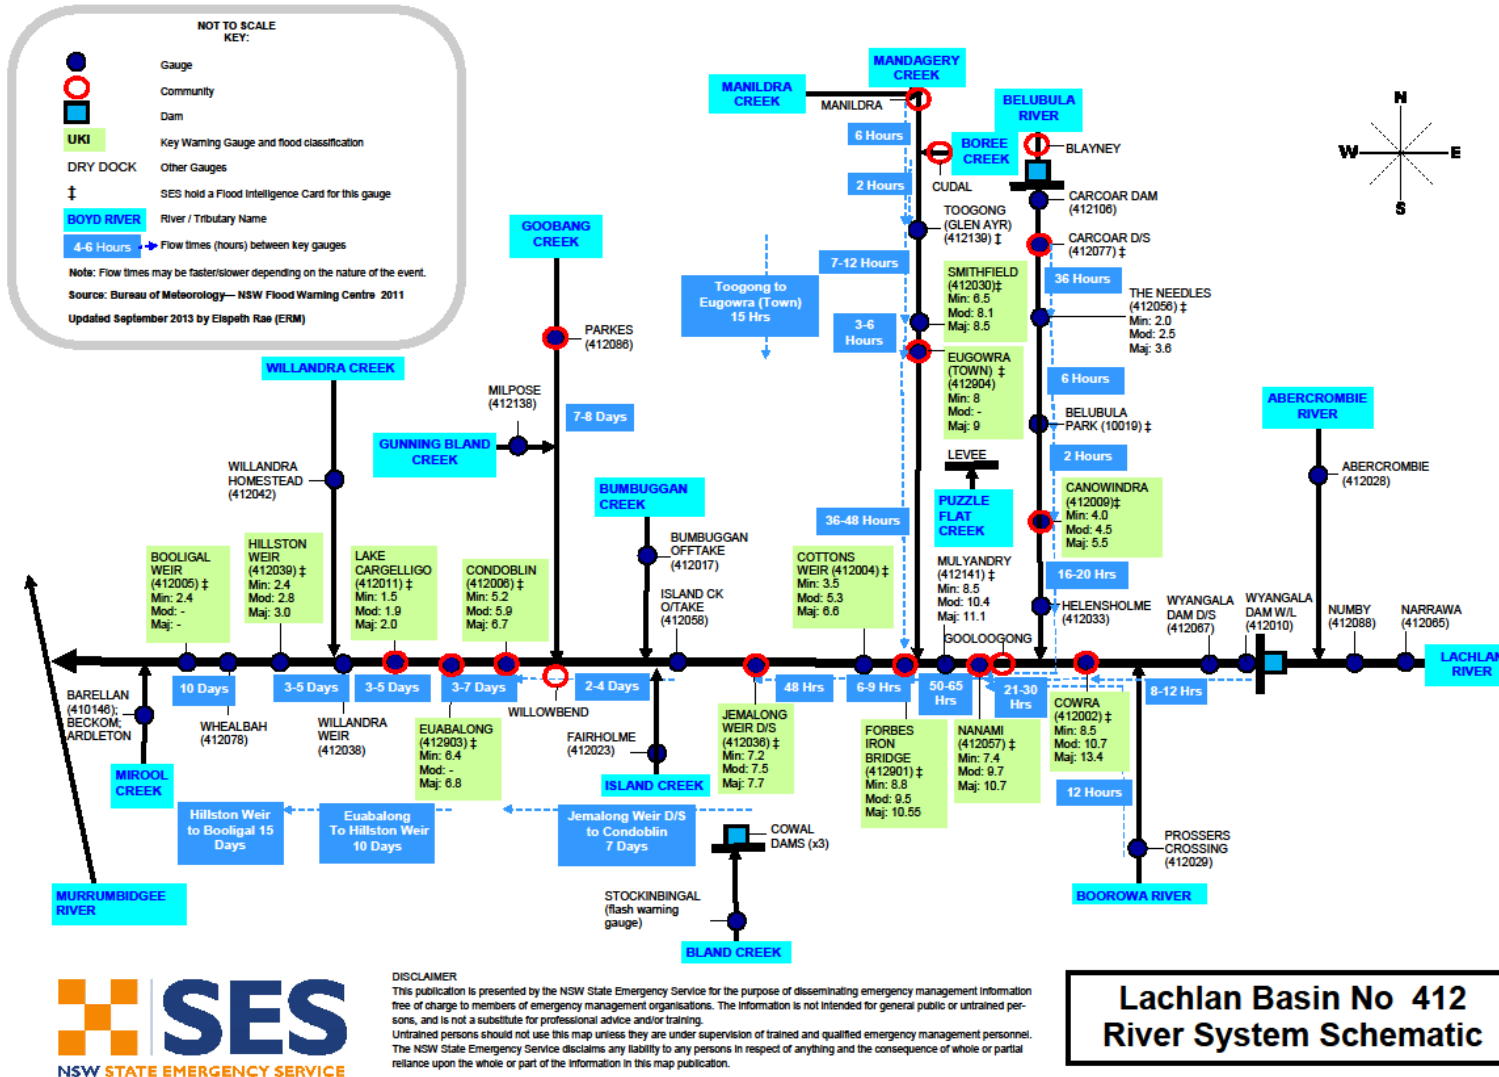 NOT TO SCALE
KEY:
Gauge
Community
Dam
UKI
Key Warning Gauge and flood classification
DRY DOCK
Other Gauges
‡
SES hold a Flood Intelligence Card for this gauge
BOYD RIVER
River / Tributary Name
4-6 Hours
Flow times (hours) between key gauges
Note: Flow times may be faster/slower depending on the nature of the event.
Source: Bureau of Meteorology— NSW Flood Warning Centre 2011
Updated September 2013 by Elspeth Rae (ERM)
MANDAGERY
CREEK
MANILDRA
CREEK
MANILDRA
BELUBULA
RIVER
6 Hours
BOREE
CREEK
BLAYNEY
CUDAL
2 Hours
N
W
E
S
CARCOAR DAM
(412106)
TOOGONG
(GLEN AYR)
(412139) ‡
CARCOAR D/S
(412077) ‡
GOOBANG
CREEK
7-12 Hours
36 Hours
SMITHFIELD
(412030)‡
Min: 6.5
Mod: 8.1
Maj: 8.5
Toogong to
Eugowra (Town)
15 Hrs
THE NEEDLES
(412056) ‡
Min: 2.0
Mod: 2.5
Maj: 3.6
3-6
Hours
PARKES
(412086)
EUGOWRA
(TOWN) ‡
(412904)
Min: 8
Mod: -
Maj: 9
6 Hours
WILLANDRA CREEK
MILPOSE
(412138)
7-8 Days
BELUBULA
PARK (10019) ‡
ABERCROMBIE
RIVER
GUNNING BLAND
CREEK
2 Hours
LEVEE
WILLANDRA
HOMESTEAD
(412042)
ABERCROMBIE
(412028)
BUMBUGGAN
CREEK
PUZZLE
FLAT
CREEK
CANOWINDRA
(412009)‡
Min: 4.0
Mod: 4.5
Maj: 5.5
36-48 Hours
BUMBUGGAN
OFFTAKE
(412017)
BOOLIGAL
WEIR
(412005) ‡
Min: 2.4
Mod: -
Maj: -
HILLSTON
WEIR
(412039) ‡
Min: 2.4
Mod: 2.8
Maj: 3.0
LAKE
CARGELLIGO
(412011) ‡
Min: 1.5
Mod: 1.9
Maj: 2.0
CONDOBLIN
(412006) ‡
Min: 5.2
Mod: 5.9
Maj: 6.7
ISLAND CK
O/TAKE
(412058)
COTTONS
WEIR (412004) ‡
Min: 3.5
Mod: 5.3
Maj: 6.6
MULYANDRY
(412141) ‡
Min: 8.5
Mod: 10.4
Maj: 11.1
GOOLOOGONG
16-20 Hrs
HELENSHOLME
(412033)
WYANGALA
DAM D/S
(412067)
WYANGALA
DAM W/L
(412010)
NUMBY
(412088)
NARRAWA
(412065)
LACHLAN
RIVER
10 Days
3-5 Days
3-5 Days
3-7 Days
2-4 Days
48 Hrs
6-9 Hrs
50-65
Hrs
21-30
Hrs
8-12 Hrs
BARELLAN
(410146);
BECKOM;
ARDLETON
WHEALBAH
(412078)
WILLANDRA
WEIR
(412038)
EUABALONG
(412903) ‡
Min: 6.4
Mod: -
Maj: 6.8
WILLOWBEND
FAIRHOLME
(412023)
JEMALONG
WEIR D/S
(412036) ‡
Min: 7.2
Mod: 7.5
Maj: 7.7
FORBES
IRON
BRIDGE
(412901) ‡
Min: 8.8
Mod: 9.5
Maj: 10.55
NANAMI
(412057) ‡
Min: 7.4
Mod: 9.7
Maj: 10.7
COWRA
(412002) ‡
Min: 8.5
Mod: 10.7
Maj: 13.4
MIROOL
CREEK
ISLAND CREEK
12 Hours
Hillston Weir
to Booligal 15
Days
Euabalong
To Hillston Weir
10 Days
Jemalong Weir D/S
to Condoblin
7 Days
COWAL
DAMS (x3)
PROSSERS
CROSSING
(412029)
MURRUMBIDGEE
RIVER
STOCKINBINGAL
(flash warning
gauge)
BOOROWA RIVER
BLAND CREEK
SES
NSW STATE EMERGENCY SERVICE
DISCLAIMER
This publication is presented by the NSW State Emergency Service for the purpose of disseminating emergency management information
free of charge to members of emergency management organisations. The information is not intended for general public or untrained per-
sons, and is not a substitute for professional advice and/or training.
Untrained persons should not use this map unless they are under supervision of trained and qualified emergency management personnel.
The NSW State Emergency Service disclaims any liability to any persons in respect of anything and the consequence of whole or partial
reliance upon the whole or part of the information in this map publication.
Lachlan Basin No 412
River System Schematic